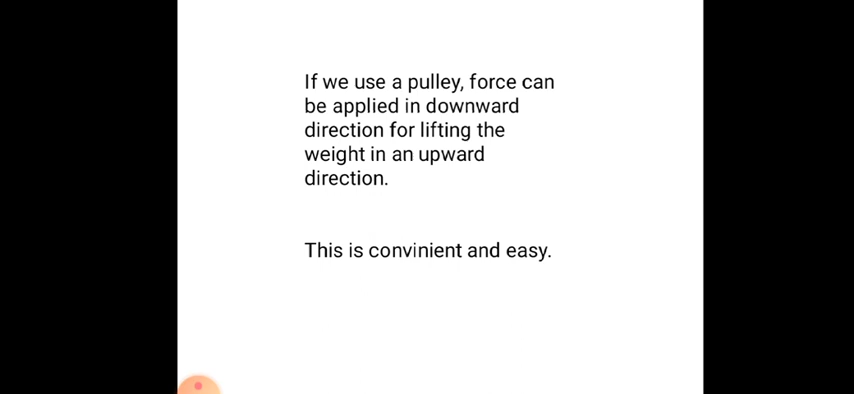 If we use a pulley, force can
be applied in downward
direction for lifting the
weight in an upward
direction.
This is convinient and easy.